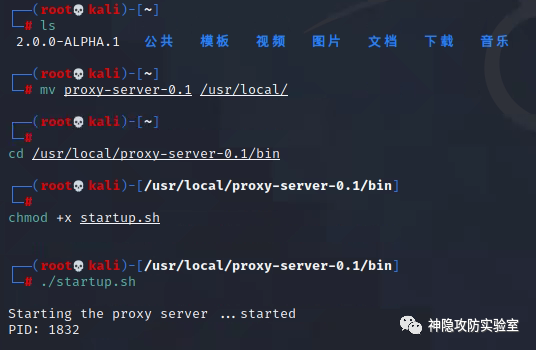 ┌──(root💀kali)-[~]
└─# ls
2.0.0-ALPHA.1 公共 模板 视频 图片 文档 下载 音乐
┌──(root💀kali)-[~]
└─# mv proxy-server-0.1 /usr/local/
┌──(root💀kali)-[~]
└─#
cd /usr/local/proxy-server-0.1/bin
┌──(root💀kali)-[/usr/local/proxy-server-0.1/bin]
└─#
chmod +x startup.sh
┌──(root💀kali)-[/usr/local/proxy-server-0.1/bin]
└─# ./startup.sh
Starting the proxy server ...started
PID: 1832
神隐攻防实验室